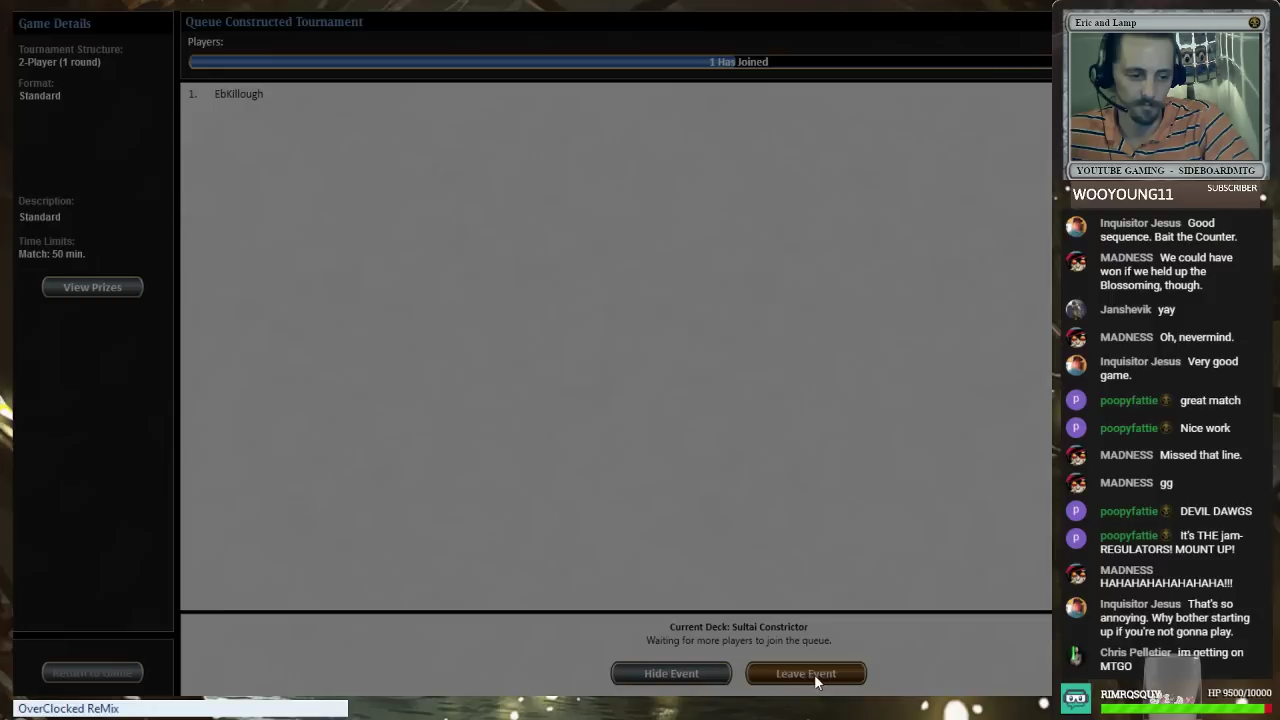 Game Details
Tournament Structure:
2-Player (1 round)
Format:
Standard
Description:
Standard
Time Limits:
Match: 50 min.
View Prizes
Return to Game
Queue Constructed Tournament
Players:
1 Has Joined
1. EbKillough
Current Deck: Sultai Constrictor
Waiting for more players to join the queue.
Hide Event
Leave Event
OverClocked ReMix
Eric and Lamp
YOUTUBE GAMING - SIDEBOARDMTG
SUBSCRIBER
WOOYOUNG11
Inquisitor Jesus Good
sequence. Bait the Counter.
MADNESS We could have
won if we held up the
Blossoming, though.
Janshevik yay
MADNESS Oh, nevermind.
Inquisitor Jesus Very good
game.
P poopyfattie great match
P poopyfattie Nice work
MADNESS Missed that line.
MADNESS gg
P poopyfattie DEVIL DAWGS
P poopyfattie It's THE jam-
REGULATORS! MOUNT UP!
MADNESS
HAHAHAHAHAHAHA!!!
Inquisitor Jesus That's so
annoying. Why bother starting
up if you're not gonna play.
Chris Pelletier im getting on
MTGO
RIMRQSQUY HP 9500/10000